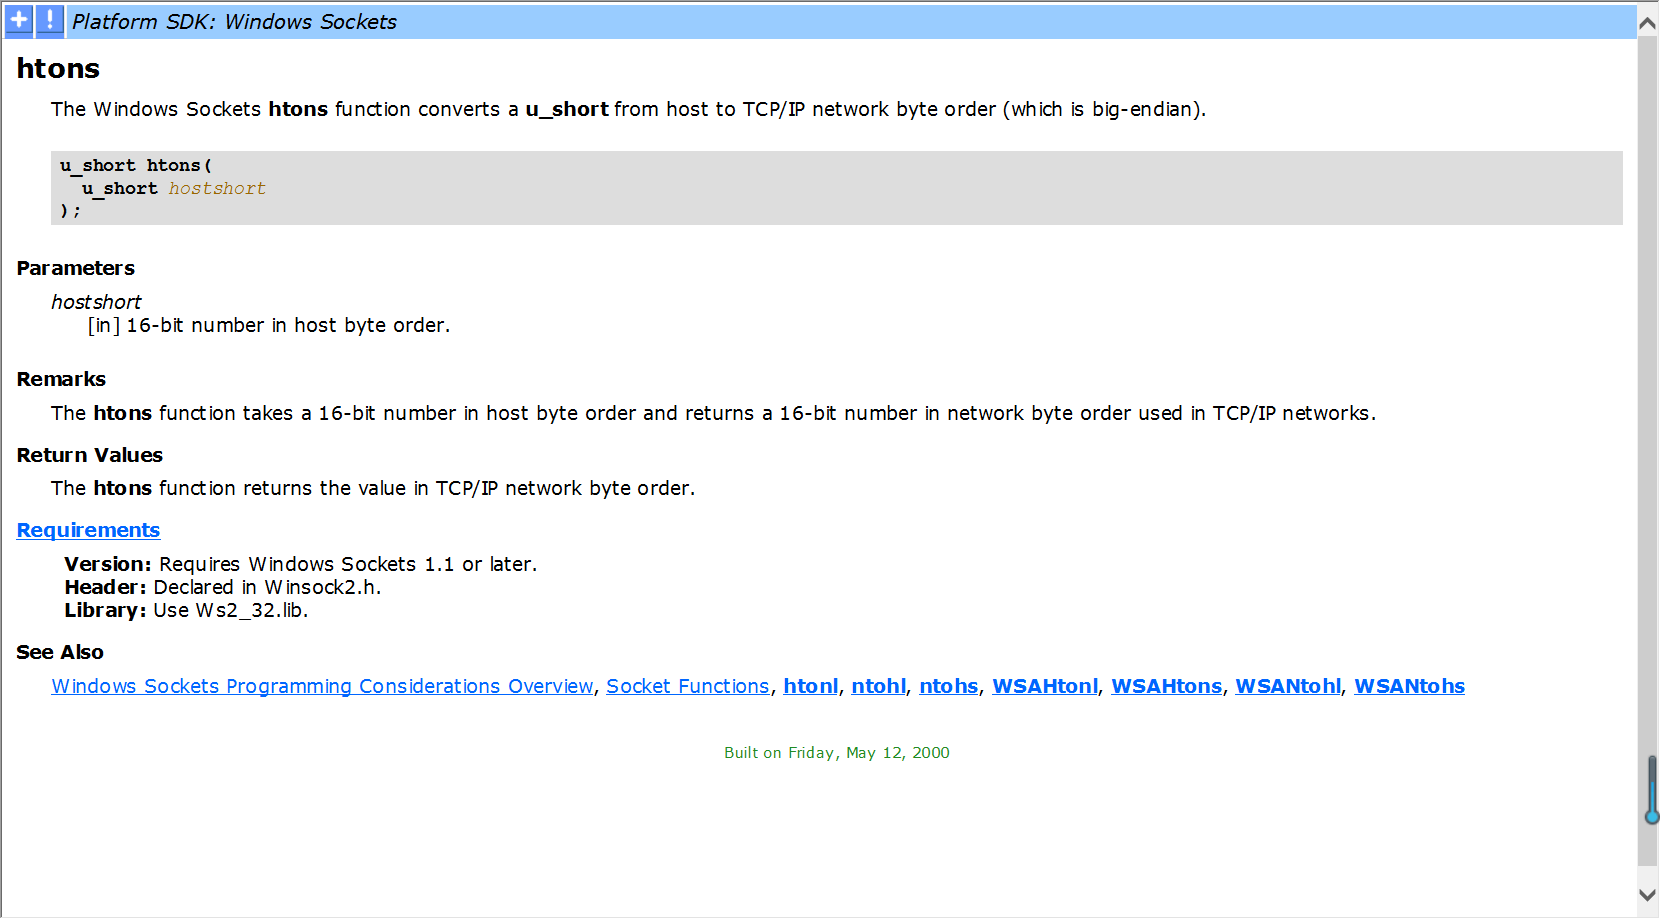 Platform SDK: Windows Sockets
htons
The Windows Sockets htons function converts a u_short from host to TCP/IP network byte order (which is big-endian).
u_short htons(
  u_short hostshort
);
Parameters
hostshort
[in] 16-bit number in host byte order.
Remarks
The htons function takes a 16-bit number in host byte order and returns a 16-bit number in network byte order used in TCP/IP networks.
Return Values
The htons function returns the value in TCP/IP network byte order.
Requirements
Version: Requires Windows Sockets 1.1 or later.
Header: Declared in Winsock2.h.
Library: Use Ws2_32.lib.
See Also
Windows Sockets Programming Considerations Overview, Socket Functions, htonl, ntohl, ntohs, WSAHtonl, WSAHtons, WSANtohl, WSANtohs
Built on Friday, May 12, 2000